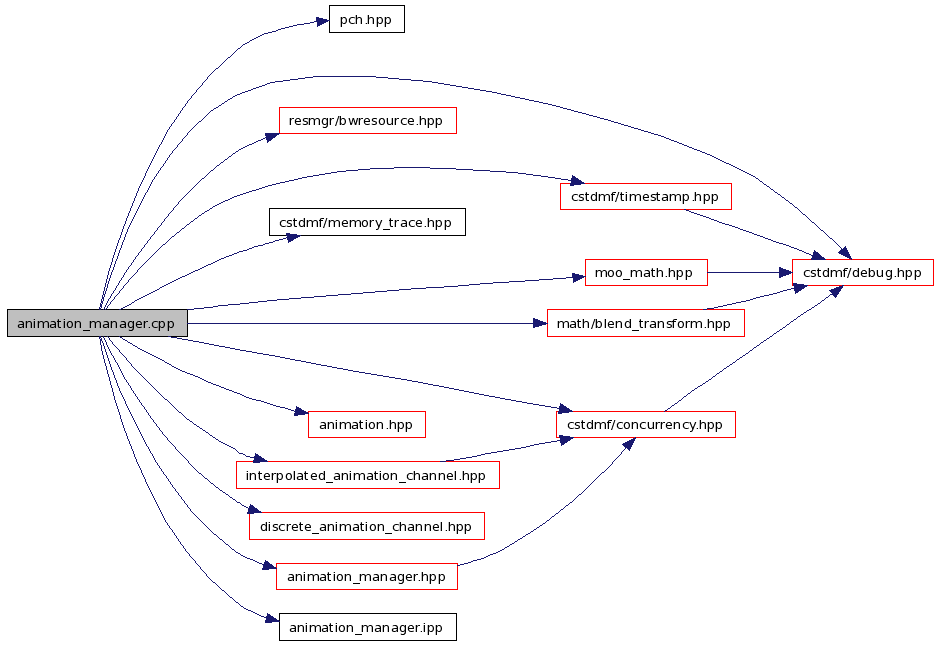 pch.hpp
resmgr/bwresource.hpp
cstdmf/timestamp.hpp
cstdmf/memory_trace.hpp
moo_math.hpp
cstdmf/debug.hpp
animation_manager.cpp
math/blend_transform.hpp
animation.hpp
cstdmf/concurrency.hpp
interpolated_animation_channel.hpp
discrete_animation_channel.hpp
animation_manager.hpp
animation_manager.ipp